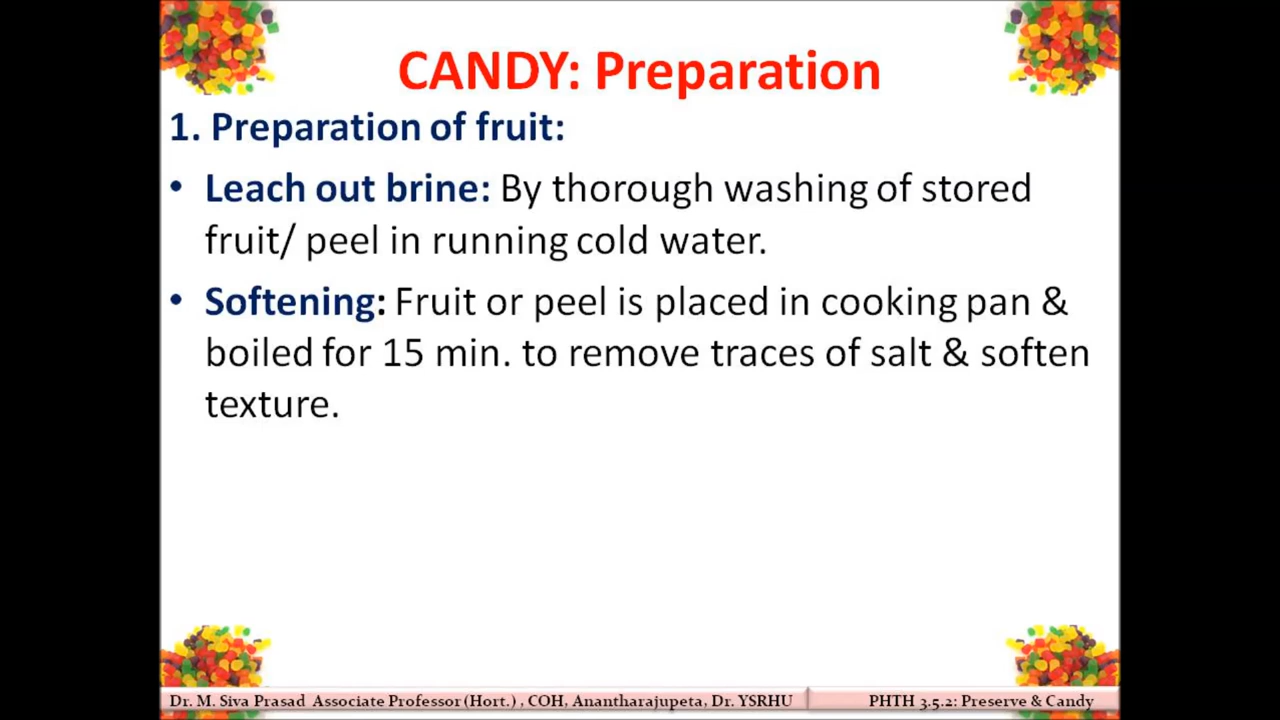 CANDY: Preparation
1. Preparation of fruit:
• Leach out brine: By thorough washing of stored
fruit/ peel in running cold water.
• Softening: Fruit or peel is placed in cooking pan &
boiled for 15 min. to remove traces of salt & soften
texture.
Dr. M. Siva Prasad Associate Professor (Hort.) , COH, Anantharajupeta, Dr. YSRHU
PHTH 3.5.2: Preserve & Candy